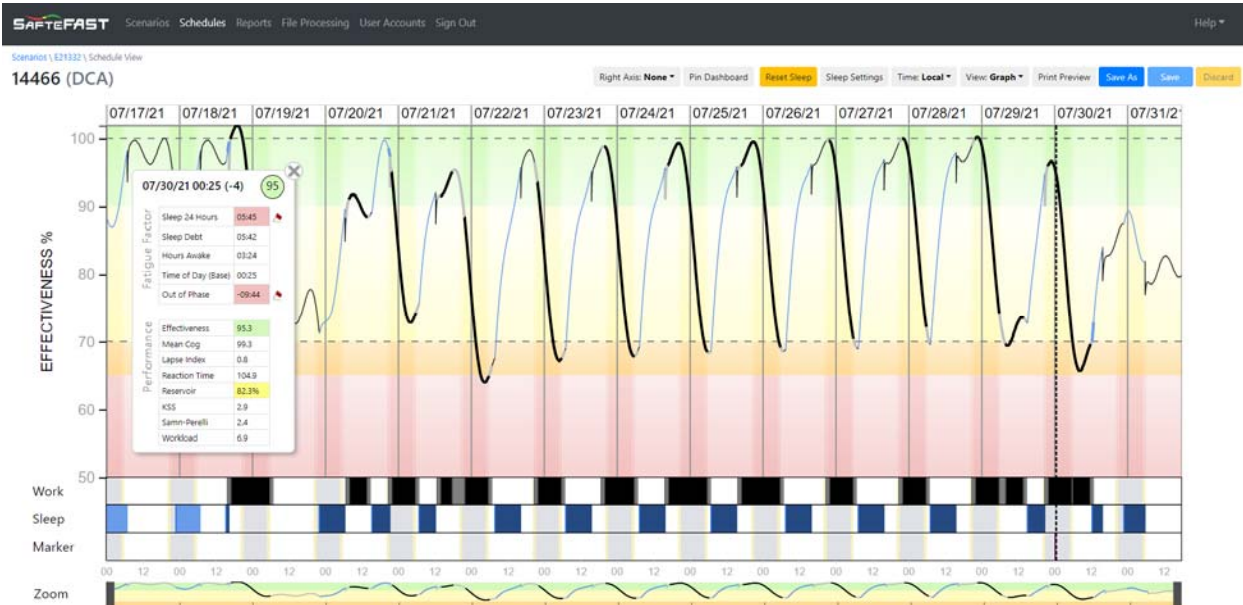 SAFTEFAST Scenarios Schedules Reports File Processing User Accounts Sign Out Help
Scenarios \ E21332 \ Schedule View
14466 (DCA)
Right Axis: None Pin Dashboard Reset Sleep Sleep Settings Time: Local View: Graph Print Preview Save As Save Discard
07/17/21 07/18/21 07/19/21 07/20/21 07/21/21 07/22/21 07/23/21 07/24/21 07/25/21 07/26/21 07/27/21 07/28/21 07/29/21 07/30/21 07/31/2
EFFECTIVENESS %
100
90
80
70
60
50
07/30/21 00:25 (-4) 95
Fatigue Factor
Sleep 24 Hours 05:45
Sleep Debt 05:42
Hours Awake 03:24
Time of Day (Base) 00:25
Out of Phase -09:44
Performance
Effectiveness 95.3
Mean Cog 99.3
Lapse Index 0.8
Reaction Time 104.9
Reservoir 82.3%
KSS 2.9
Samn-Perelli 2.4
Workload 6.9
Work
Sleep
Marker
00 12 00 12 00 12 00 12 00 12 00 12 00 12 00 12 00 12 00 12 00 12 00 12 00 12 00 12 00 12
Zoom